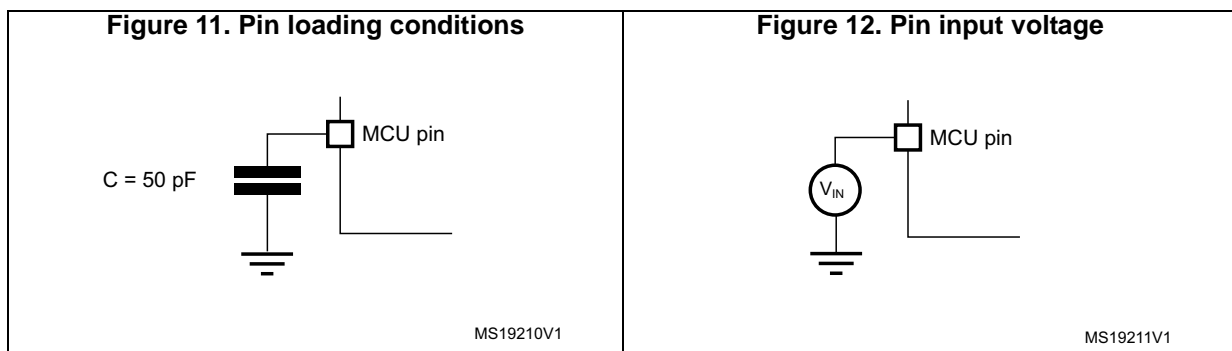 Figure 11. Pin loading conditions
MCU pin
C = 50 pF
MS19210V1
Figure 12. Pin input voltage
MCU pin
VIN
MS19211V1